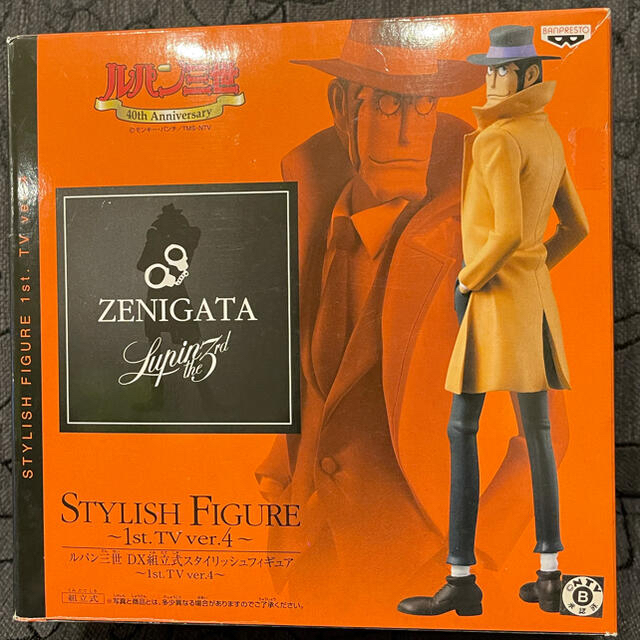 BANPRESTO
ルパン三世
40th Anniversary
©モンキー・パンチ/TMS・NTV
STYLISH FIGURE 1st. TV ver.
ZENIGATA
Lupin the 3rd
STYLISH FIGURE
~1st.TV ver.4~
ルパン三世 DX組立式スタイリッシュフィギュア
~1st.TV ver.4~
組立式
※写真と商品とは、多少異なる場合がありますのでご了承ください。
NTV
B